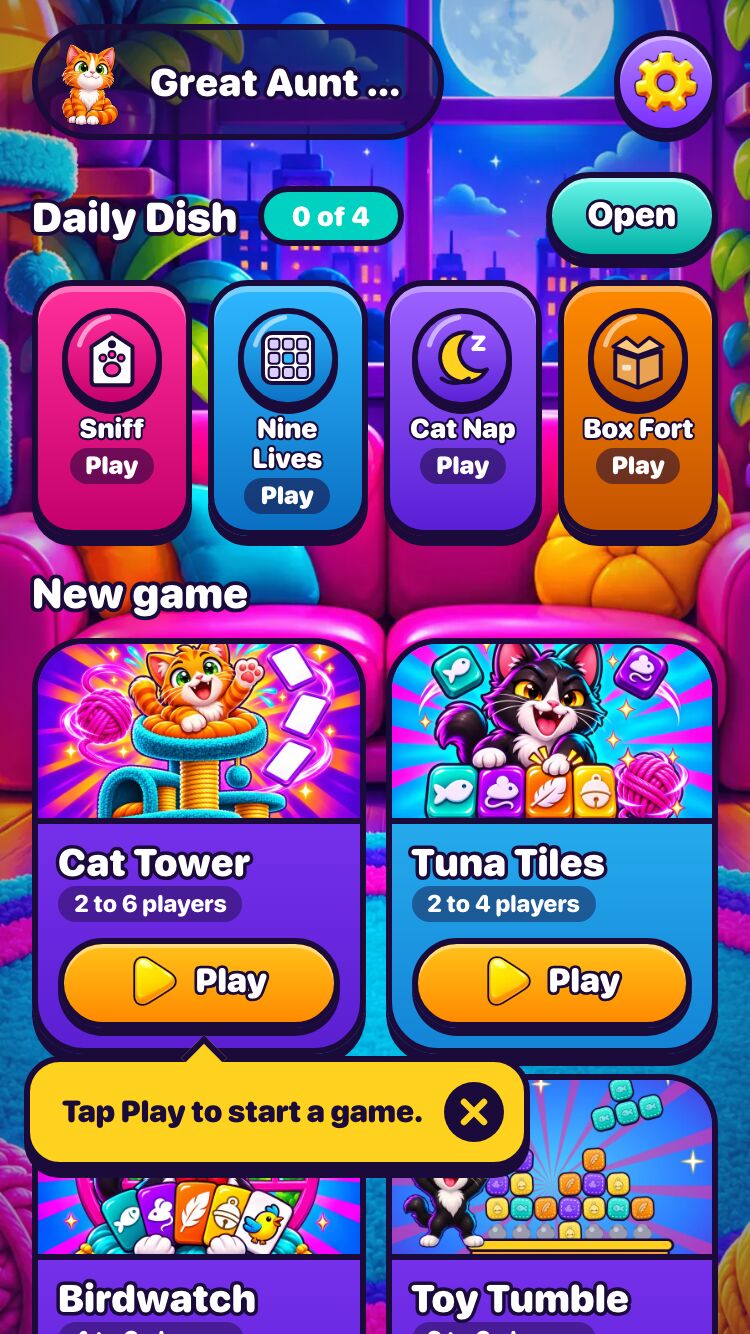 Great Aunt ...
Daily Dish
0 of 4
Open
Sniff
Play
Nine
Lives
Play
Cat Nap
z
Play
Box Fort
Play
New game
Cat Tower
2 to 6 players
Play
Tuna Tiles
2 to 4 players
Play
Tap Play to start a game.
Birdwatch
Toy Tumble